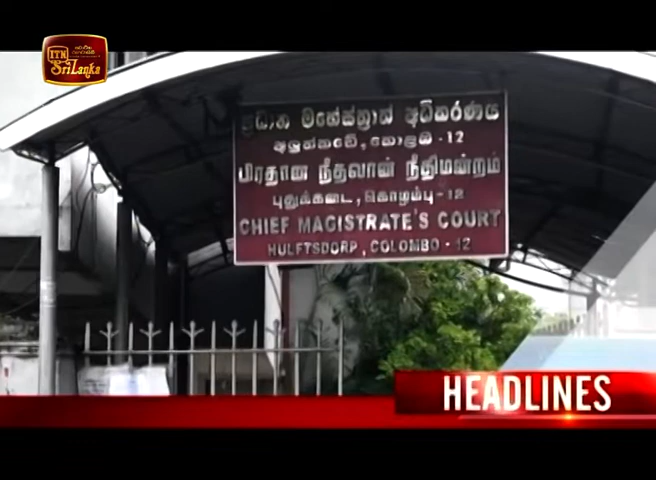 ITN
SriLanka
ප්‍රධාන මහේස්ත්‍රාත් අධිකරණය
අලුත්කඩේ, කොළඹ - 12
பிரதான நீதவான் நீதிமன்றம்
புதுக்கடை, கொழும்பு - 12
CHIEF MAGISTRATE'S COURT
HULFTSDORP, COLOMBO - 12
HEADLINES